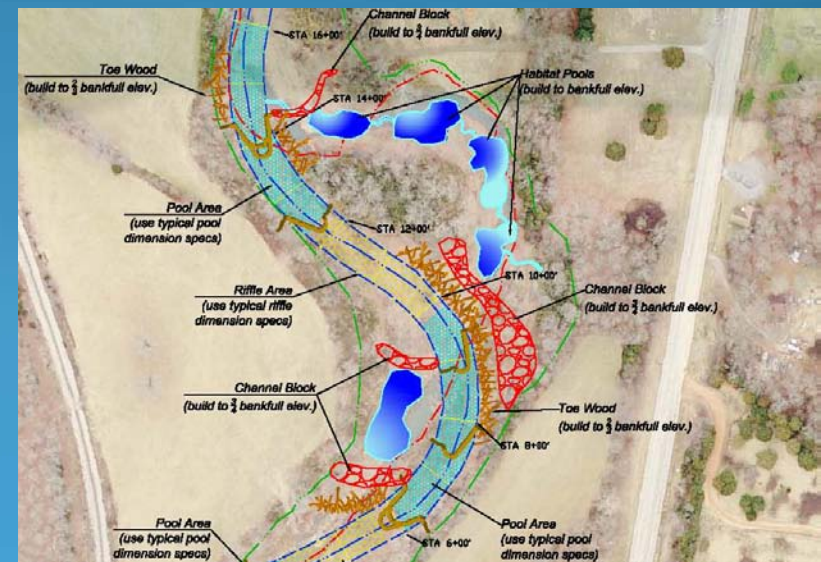 Channel Block
(build to ¾ bankfull elev.)
STA 16+00'
Toe Wood
(build to ⅔ bankfull elev.)
Habitat Pools
(build to bankfull elev.)
STA 14+00'
Pool Area
(use typical pool
dimension specs)
STA 12+00'
Riffle Area
(use typical riffle
dimension specs)
STA 10+00'
Channel Block
(build to ¾ bankfull elev.)
Channel Block
(build to ¾ bankfull elev.)
Toe Wood
(build to ⅔ bankfull elev.)
STA 8+00'
Pool Area
(use typical pool
dimension specs)
Pool Area
(use typical pool
dimension specs)
STA 6+00'